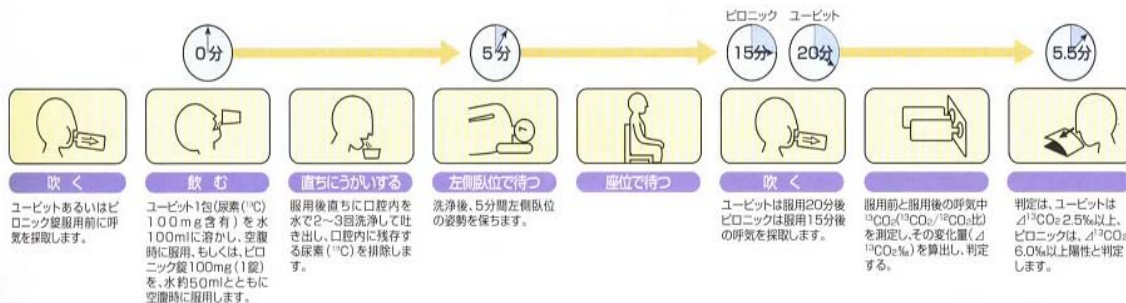 ピロニック ユービット
0分
5分
15分
20分
5.5分
吹く
飲む
直ちにうがいする
左側臥位で待つ
座位で待つ
吹く
ユービットあるいはピ
ロニック錠服用前に呼
気を採取します。
ユービット1包(尿素(¹³C)
100mg含有)を水
100mlに溶かし、空腹
時に服用、もしくは、ピロ
ニック錠100mg(1錠)
を、水約50mlとともに
空腹時に服用します。
服用後直ちに口腔内を
水で2〜3回洗浄して吐
き出し、口腔内に残存す
る尿素(¹³C)を排除しま
す。
洗浄後、5分間左側臥位
の姿勢を保ちます。
ユービットは服用20分後
ピロニックは服用15分後
の呼気を採取します。
服用前と服用後の呼気中
¹³CO₂(¹³CO₂/¹²CO₂比)
を測定し、その変化量(⊿
¹³CO₂‰)を算出し、判定
する。
判定は、ユービットは
⊿¹³CO₂ 2.5‰以上、
ピロニックは、⊿¹³CO₂
6.0‰以上陽性と判定
します。